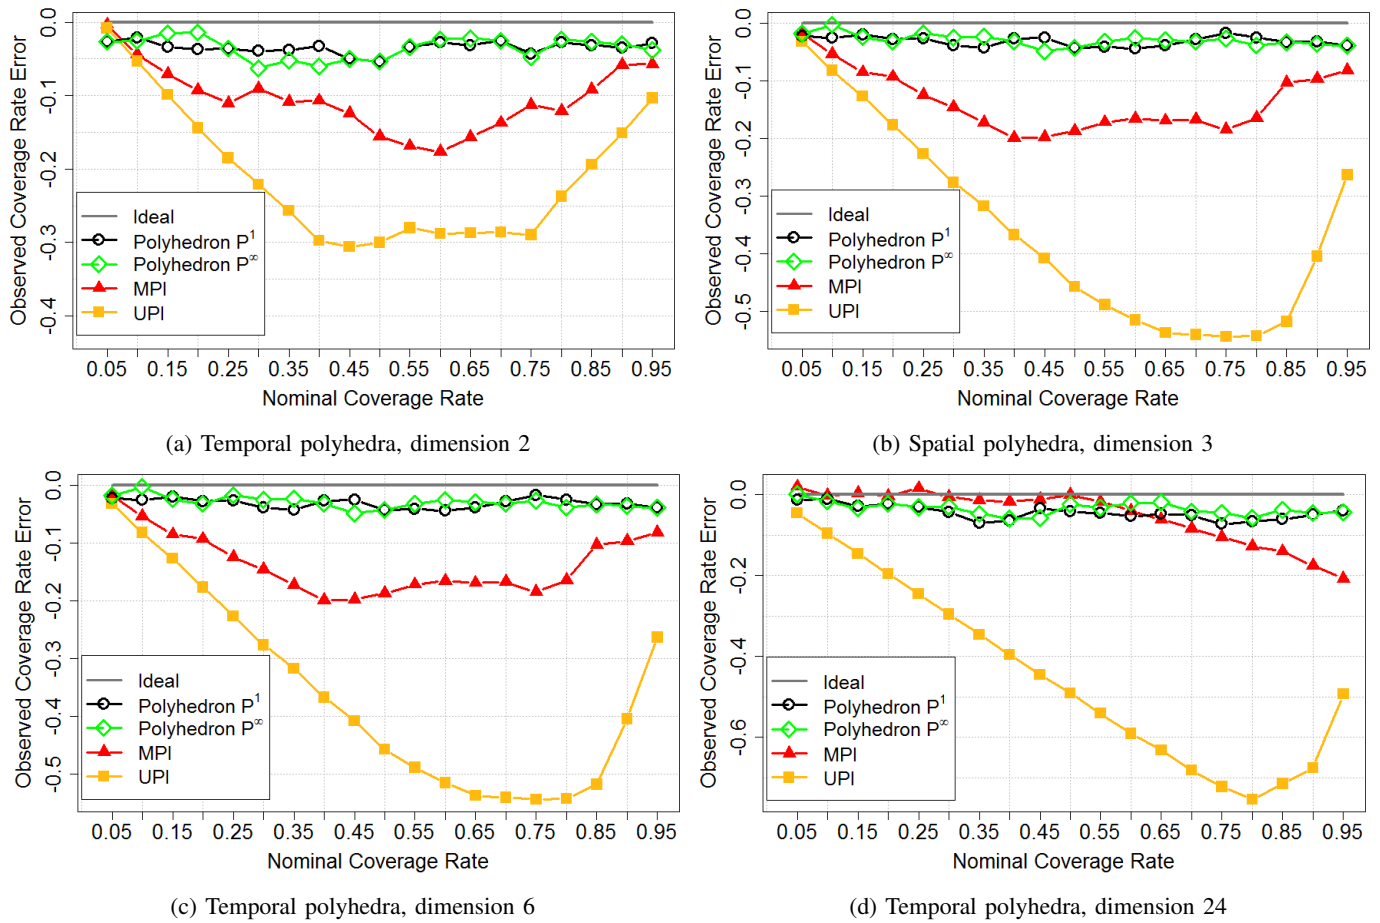 Observed Coverage Rate Error
0.0
-0.1
-0.2
-0.3
-0.4
Ideal
Polyhedron P¹
Polyhedron P^∞
MPI
UPI
0.05 0.15 0.25 0.35 0.45 0.55 0.65 0.75 0.85 0.95
Nominal Coverage Rate
(a) Temporal polyhedra, dimension 2
Observed Coverage Rate Error
0.0
-0.1
-0.2
-0.3
-0.4
-0.5
Ideal
Polyhedron P¹
Polyhedron P^∞
MPI
UPI
0.05 0.15 0.25 0.35 0.45 0.55 0.65 0.75 0.85 0.95
Nominal Coverage Rate
(b) Spatial polyhedra, dimension 3
Observed Coverage Rate Error
0.0
-0.1
-0.2
-0.3
-0.4
-0.5
Ideal
Polyhedron P¹
Polyhedron P^∞
MPI
UPI
0.05 0.15 0.25 0.35 0.45 0.55 0.65 0.75 0.85 0.95
Nominal Coverage Rate
(c) Temporal polyhedra, dimension 6
Observed Coverage Rate Error
0.0
-0.2
-0.4
-0.6
Ideal
Polyhedron P¹
Polyhedron P^∞
MPI
UPI
0.05 0.15 0.25 0.35 0.45 0.55 0.65 0.75 0.85 0.95
Nominal Coverage Rate
(d) Temporal polyhedra, dimension 24